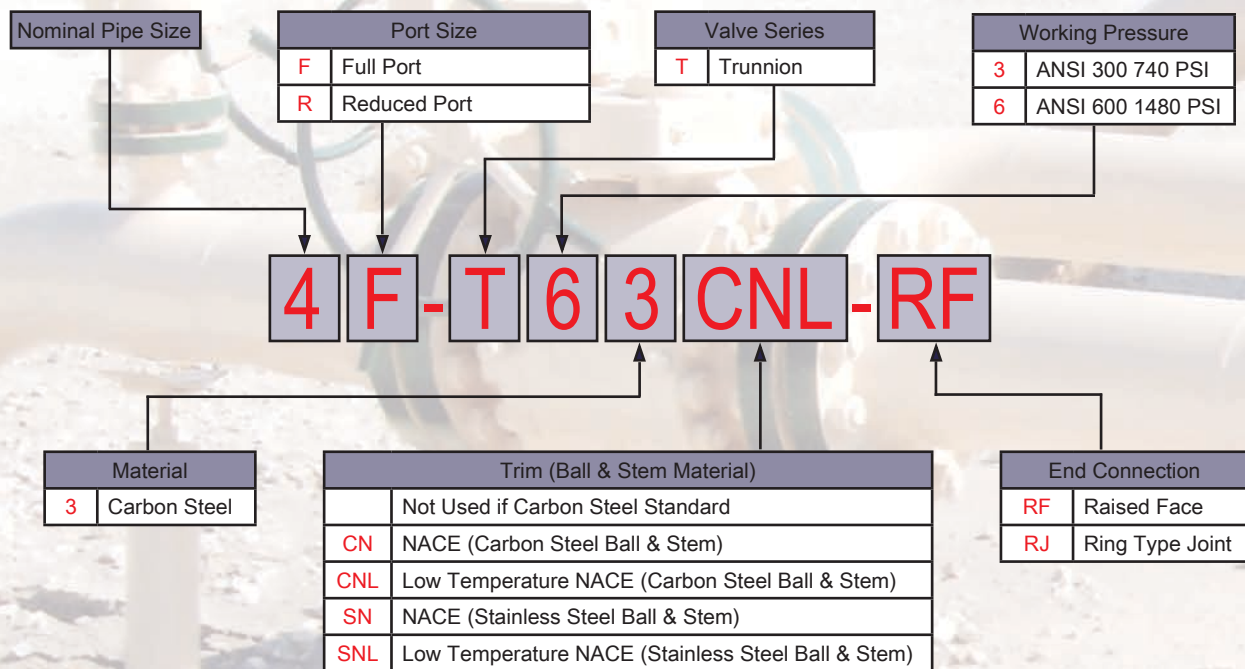 Nominal Pipe Size
Port Size
F Full Port
R Reduced Port
Valve Series
T Trunnion
Working Pressure
3 ANSI 300 740 PSI
6 ANSI 600 1480 PSI
4 F - T 6 3 CNL - RF
Material
3 Carbon Steel
Trim (Ball & Stem Material)
Not Used if Carbon Steel Standard
CN NACE (Carbon Steel Ball & Stem)
CNL Low Temperature NACE (Carbon Steel Ball & Stem)
SN NACE (Stainless Steel Ball & Stem)
SNL Low Temperature NACE (Stainless Steel Ball & Stem)
End Connection
RF Raised Face
RJ Ring Type Joint